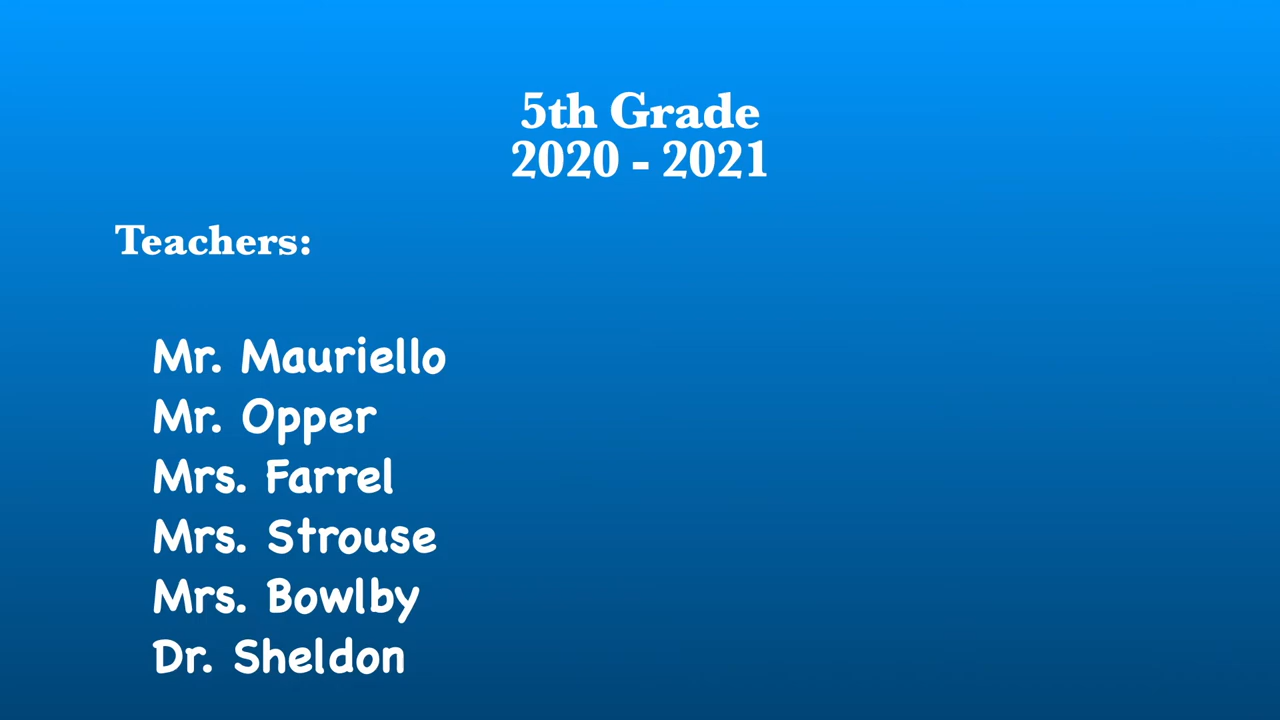 5th Grade
2020 - 2021
Teachers:
Mr. Mauriello
Mr. Opper
Mrs. Farrel
Mrs. Strouse
Mrs. Bowlby
Dr. Sheldon